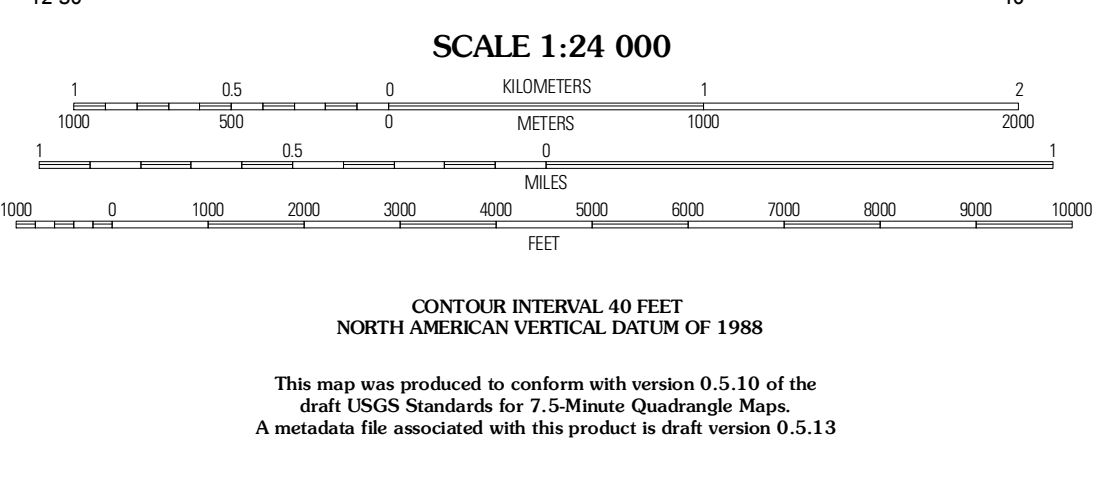 SCALE 1:24 000
1 0.5 0 KILOMETERS 1 2
1000 500 0 METERS 1000 2000
1 0.5 0 1
MILES
1000 0 1000 2000 3000 4000 5000 6000 7000 8000 9000 10000
FEET
CONTOUR INTERVAL 40 FEET
NORTH AMERICAN VERTICAL DATUM OF 1988
This map was produced to conform with version 0.5.10 of the
draft USGS Standards for 7.5-Minute Quadrangle Maps.
A metadata file associated with this product is draft version 0.5.13